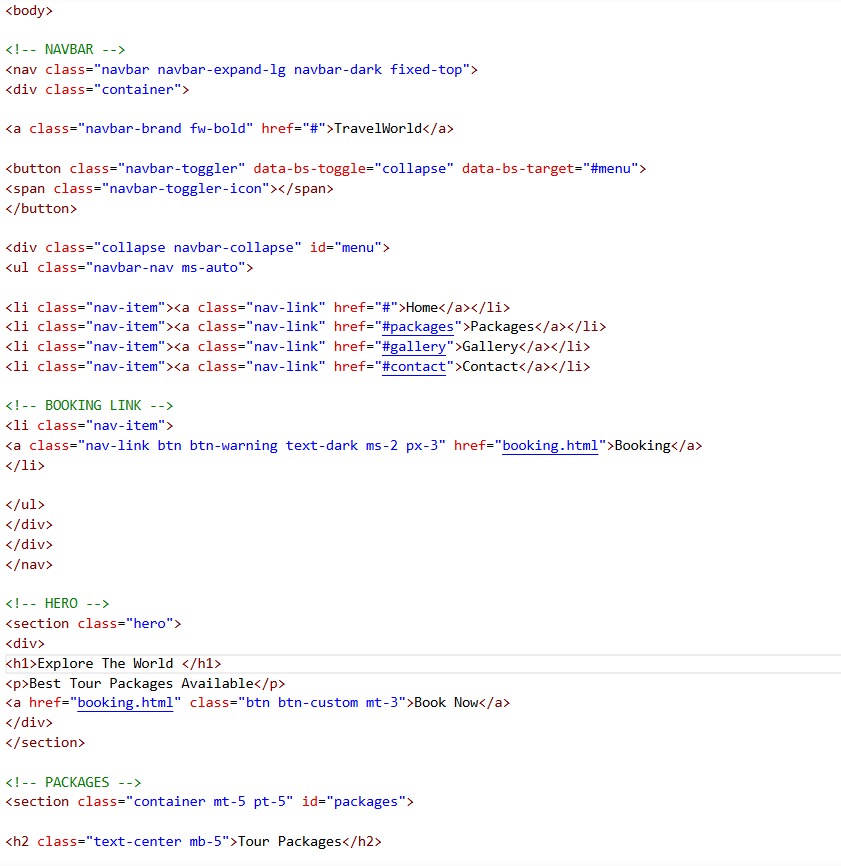 <body>
<!-- NAVBAR -->
<nav class="navbar navbar-expand-lg navbar-dark fixed-top">
<div class="container">
<a class="navbar-brand fw-bold" href="#">TravelWorld</a>
<button class="navbar-toggler" data-bs-toggle="collapse" data-bs-target="#menu">
<span class="navbar-toggler-icon"></span>
</button>
<div class="collapse navbar-collapse" id="menu">
<ul class="navbar-nav ms-auto">
<li class="nav-item"><a class="nav-link" href="#">Home</a></li>
<li class="nav-item"><a class="nav-link" href="#packages">Packages</a></li>
<li class="nav-item"><a class="nav-link" href="#gallery">Gallery</a></li>
<li class="nav-item"><a class="nav-link" href="#contact">Contact</a></li>
<!-- BOOKING LINK -->
<li class="nav-item">
<a class="nav-link btn btn-warning text-dark ms-2 px-3" href="booking.html">Booking</a>
</li>
</ul>
</div>
</div>
</nav>
<!-- HERO -->
<section class="hero">
<div>
<h1>Explore The World </h1>
<p>Best Tour Packages Available</p>
<a href="booking.html" class="btn btn-custom mt-3">Book Now</a>
</div>
</section>
<!-- PACKAGES -->
<section class="container mt-5 pt-5" id="packages">
<h2 class="text-center mb-5">Tour Packages</h2>